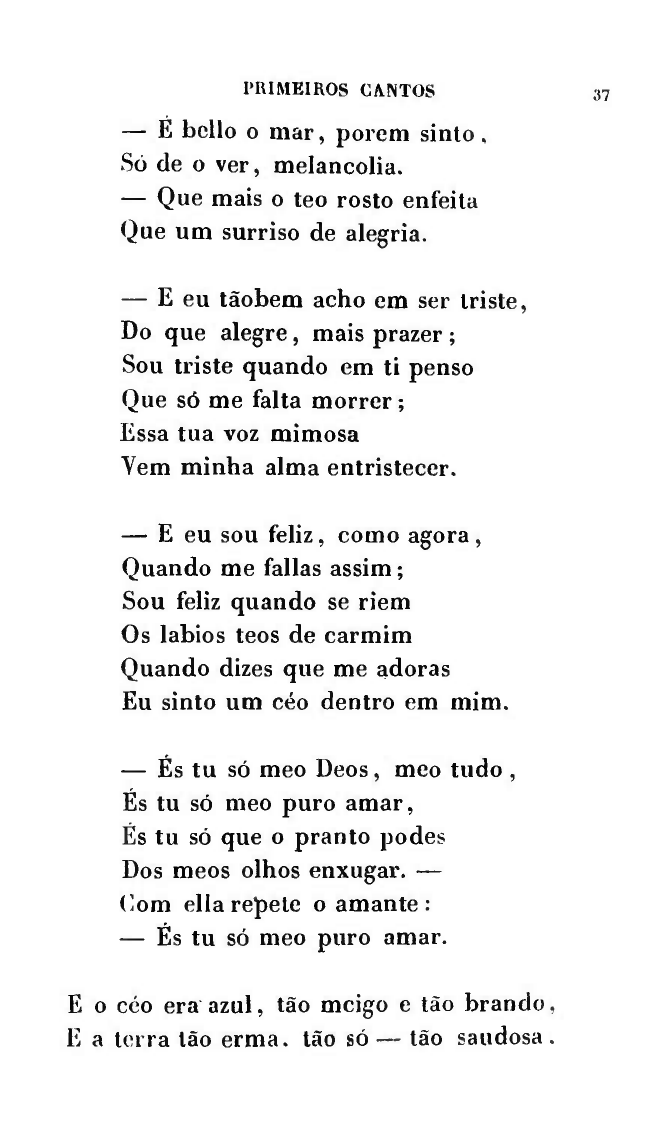 PRIMEIROS CANTOS 37
— É bello o mar, porem sinto,
Só de o ver, melancolia.
— Que mais o teo rosto enfeita
Que um surriso de alegria.
— E eu tãobem acho em ser triste,
Do que alegre, mais prazer;
Sou triste quando em ti penso
Que só me falta morrer;
Essa tua voz mimosa
Vem minha alma entristecer.
— E eu sou feliz, como agora,
Quando me fallas assim;
Sou feliz quando se riem
Os labios teos de carmim
Quando dizes que me adoras
Eu sinto um céo dentro em mim.
— És tu só meo Deos, meo tudo,
És tu só meo puro amar,
És tu só que o pranto podes
Dos meos olhos enxugar. —
Com ella repete o amante:
— És tu só meo puro amar.
E o céo era azul, tão meigo e tão brando,
E a terra tão erma. tão só — tão saudosa.